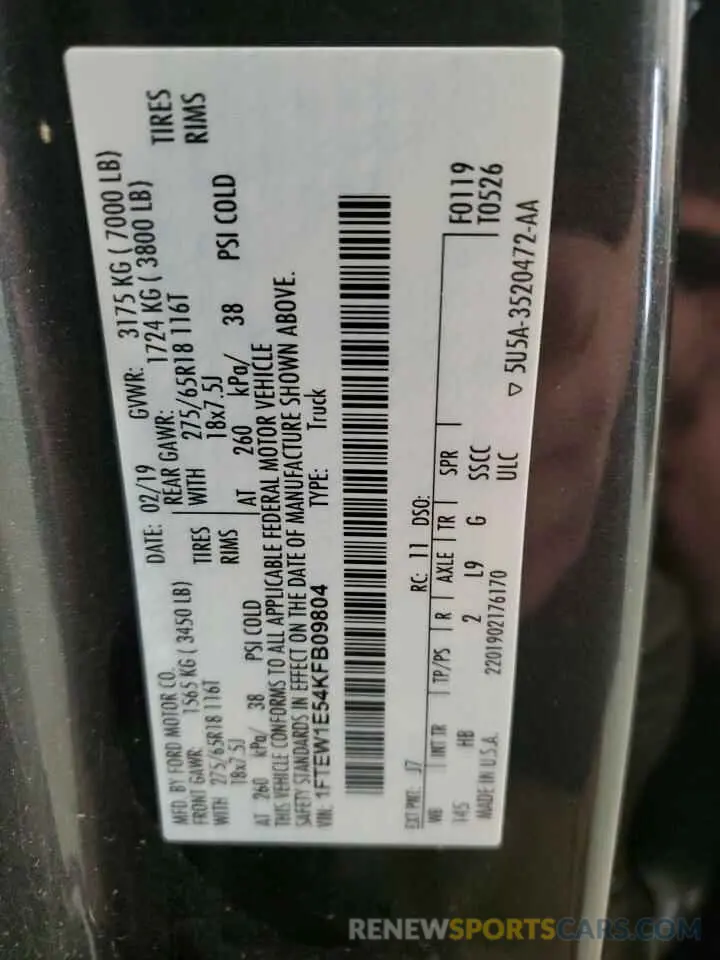 MFD. BY FORD MOTOR CO.
DATE: 02/19 GVWR: 3175 KG ( 7000 LB)
FRONT GAWR: 1565 KG ( 3450 LB) REAR GAWR: 1724 KG ( 3800 LB)
WITH 275/65R18 116T TIRES WITH 275/65R18 116T TIRES
18x7.5J RIMS 18x7.5J RIMS
AT 260 kPa/ 38 PSI COLD AT 260 kPa/ 38 PSI COLD
THIS VEHICLE CONFORMS TO ALL APPLICABLE FEDERAL MOTOR VEHICLE
SAFETY STANDARDS IN EFFECT ON THE DATE OF MANUFACTURE SHOWN ABOVE.
VIN: 1FTEW1E54KFB09804 TYPE: Truck
EXT PNT: J7 RC: 11 DSO: F0119
WB INT TR TP/PS R AXLE TR SPR T0526
145 HB 2 L9 G SSCC
MADE IN U.S.A. 2201902176170 ULC
▽ 5U5A-3520472-AA
RENEWSPORTSCARS.COM